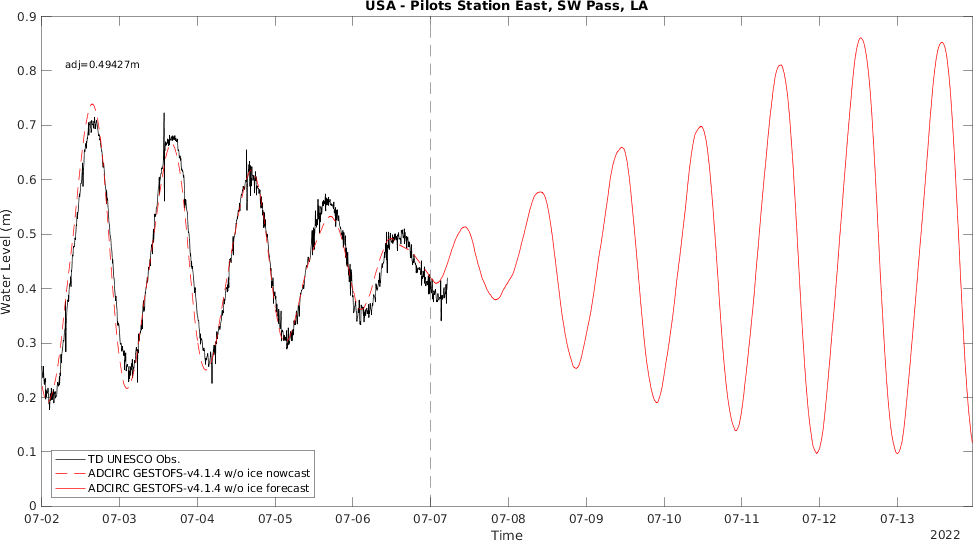 USA - Pilots Station East, SW Pass, LA
adj=0.49427m
Water Level (m)
0.9
0.8
0.7
0.6
0.5
0.4
0.3
0.2
0.1
0
TD UNESCO Obs.
ADCIRC GESTOFS-v4.1.4 w/o ice nowcast
ADCIRC GESTOFS-v4.1.4 w/o ice forecast
07-02 07-03 07-04 07-05 07-06 07-07 07-08 07-09 07-10 07-11 07-12 07-13
Time
2022